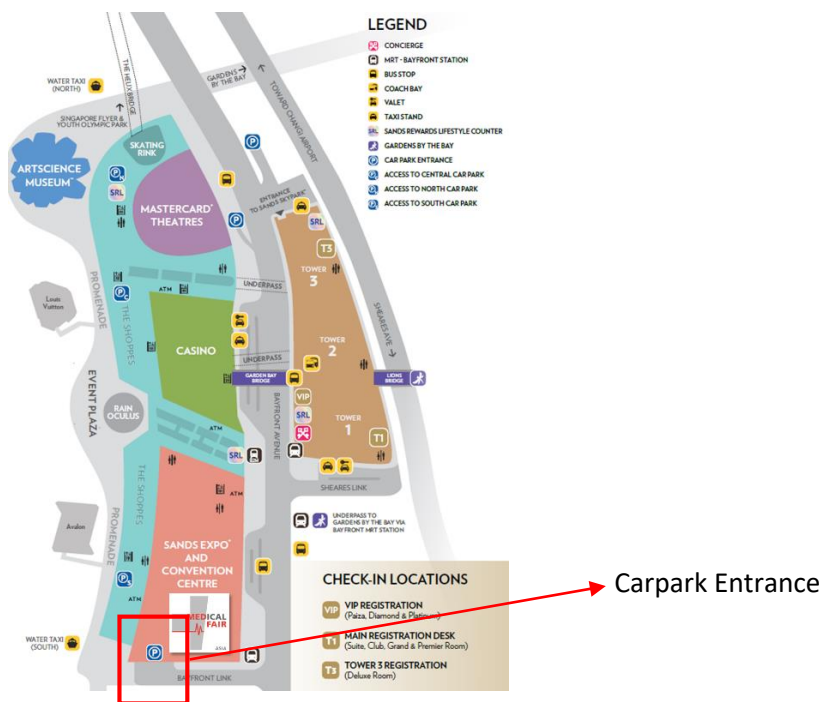 LEGEND
CONCIERGE
MRT - BAYFRONT STATION
BUS STOP
COACH BAY
VALET
TAXI STAND
SRL
SANDS REWARDS LIFESTYLE COUNTER
GARDENS BY THE BAY
P
CAR PARK ENTRANCE
ACCESS TO CENTRAL CAR PARK
ACCESS TO NORTH CAR PARK
ACCESS TO SOUTH CAR PARK
WATER TAXI
(NORTH)
THE HELIX BRIDGE
GARDENS
BY THE BAY
TOWARD CHANGI AIRPORT
SINGAPORE FLYER &
YOUTH OLYMPIC PARK
SKATING
RINK
P
ARTSCIENCE
MUSEUM™
SRL
MASTERCARD®
THEATRES
P
ENTRANCE
TO SANDS SKYPARK®
SRL
T3
TOWER
3
UNDERPASS
ATM
PROMENADE
THE SHOPPES
Louis
Vuitton
CASINO
TOWER
2
SHEARES AVE
UNDERPASS
GARDEN BAY
BRIDGE
LIONS
BRIDGE
EVENT PLAZA
RAIN
OCULUS
BAYFRONT AVENUE
VIP
SRL
TOWER
1
T1
ATM
SRL
SHEARES LINK
THE SHOPPES
ATM
PROMENADE
Avalon
UNDERPASS TO
GARDENS BY THE BAY VIA
BAYFRONT MRT STATION
SANDS EXPO®
AND
CONVENTION
CENTRE
ATM
MEDICAL
FAIR
ASIA
WATER TAXI
(SOUTH)
P
BAYFRONT LINK
CHECK-IN LOCATIONS
VIP
VIP REGISTRATION
(Paiza, Diamond & Platinum)
T1
MAIN REGISTRATION DESK
(Suite, Club, Grand & Premier Room)
T3
TOWER 3 REGISTRATION
(Deluxe Room)
Carpark Entrance